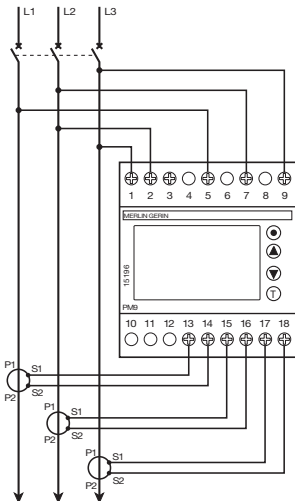 L1 L2 L3
1 2 3 4 5 6 7 8 9
MERLIN GERIN
15196
T
PM9
10 11 12 13 14 15 16 17 18
P1 S1
P2 S2
P1 S1
P2 S2
P1 S1
P2 S2